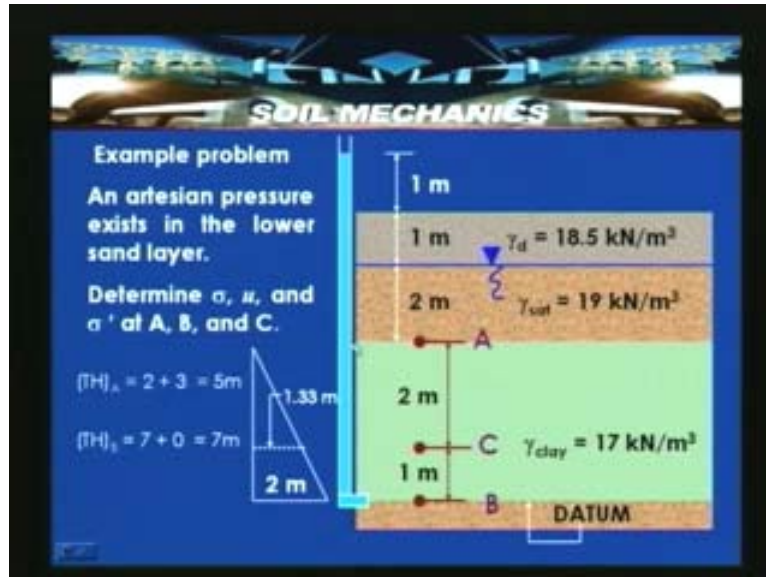 SOIL MECHANICS
Example problem
An artesian pressure
exists in the lower
sand layer.
Determine σ, u, and
σ' at A, B, and C.
(TH)A = 2 + 3 = 5m
(TH)B = 7 + 0 = 7m
1.33 m
2 m
1 m
1 m
γd = 18.5 kN/m³
2 m
γsat = 19 kN/m³
A
2 m
C
γclay = 17 kN/m³
1 m
B
DATUM